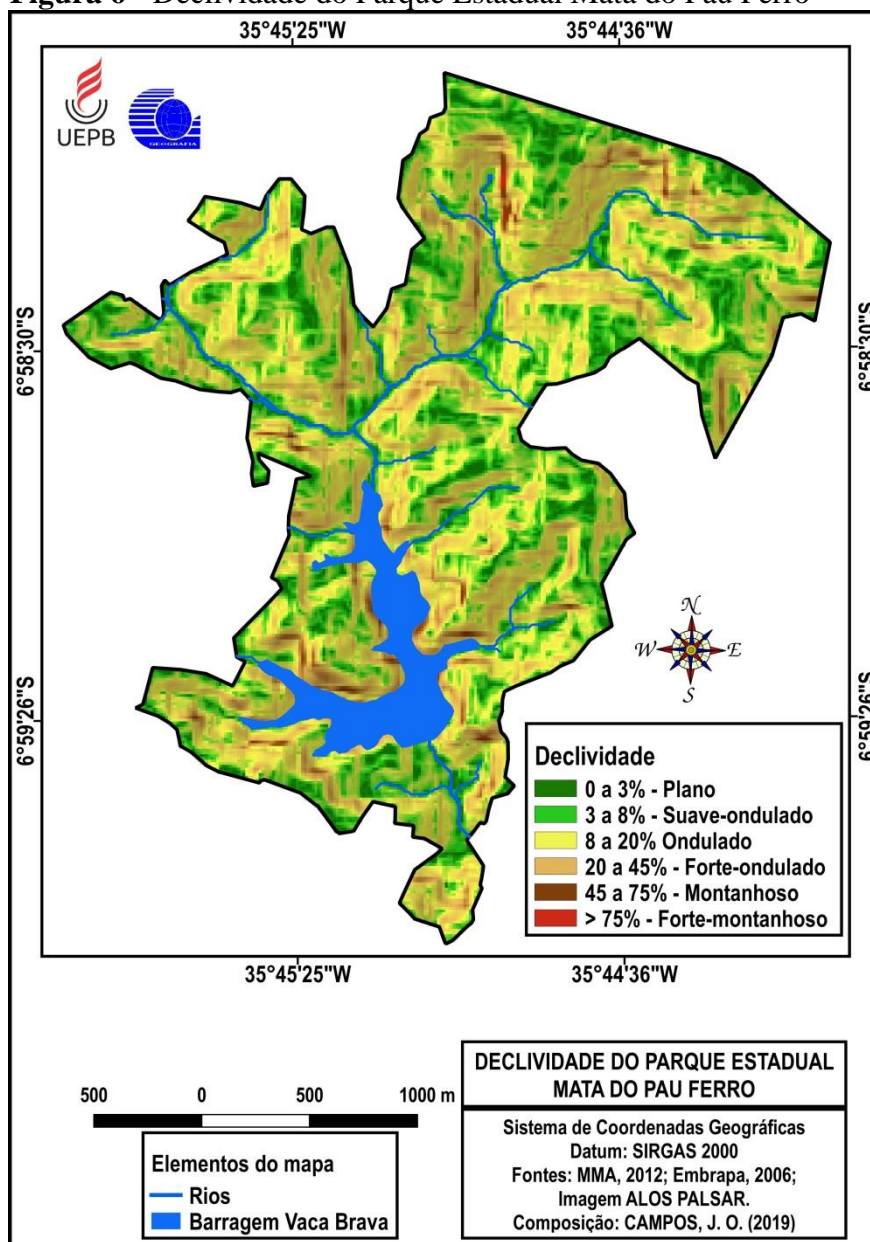 Figura 6 - Declividade do Parque Estadual Mata do Pau Ferro
35°45'25"W 35°44'36"W
UEPB
GEOGRAFIA
6°58'30"S 6°58'30"S
N
W E
S
6°59'26"S 6°59'26"S
Declividade
0 a 3% - Plano
3 a 8% - Suave-ondulado
8 a 20% Ondulado
20 a 45% - Forte-ondulado
45 a 75% - Montanhoso
> 75% - Forte-montanhoso
35°45'25"W 35°44'36"W
500 0 500 1000 m
Elementos do mapa
Rios
Barragem Vaca Brava
DECLIVIDADE DO PARQUE ESTADUAL
MATA DO PAU FERRO
Sistema de Coordenadas Geográficas
Datum: SIRGAS 2000
Fontes: MMA, 2012; Embrapa, 2006;
Imagem ALOS PALSAR.
Composição: CAMPOS, J. O. (2019)